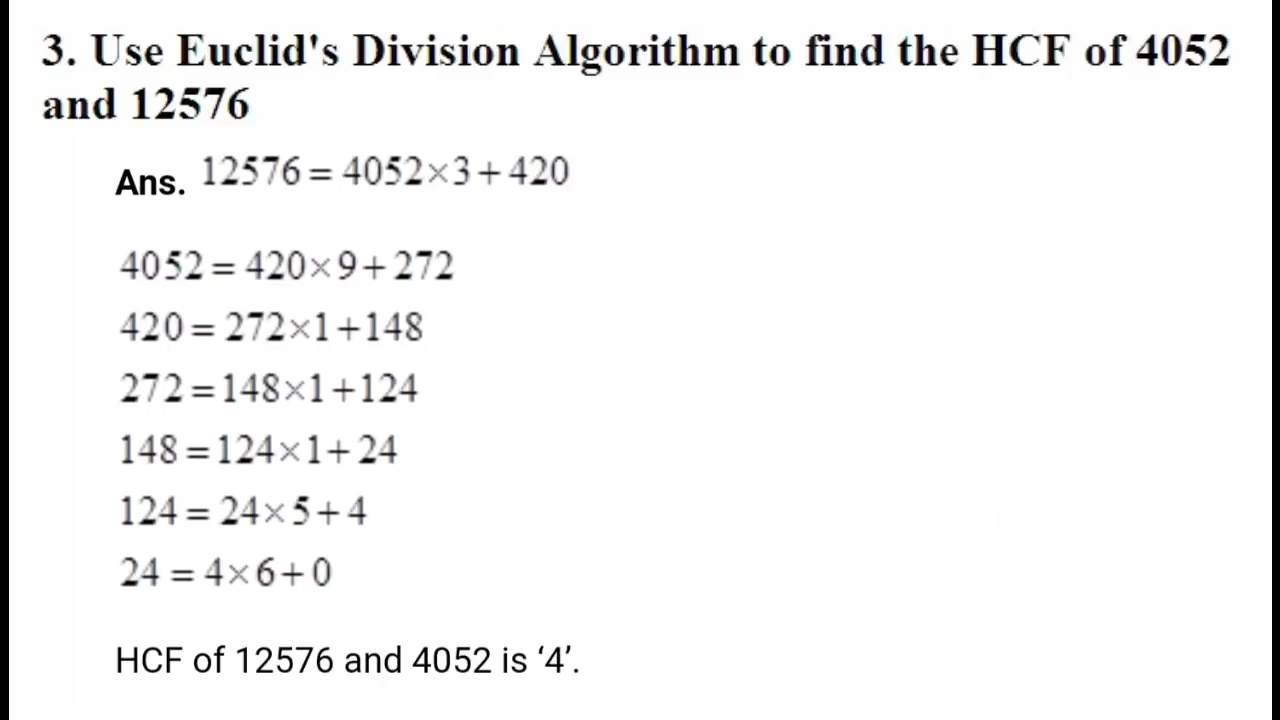 3. Use Euclid's Division Algorithm to find the HCF of 4052
and 12576
Ans. 12576 = 4052×3+420
4052 = 420×9+272
420 = 272×1+148
272 =148×1+124
148 =124×1+24
124 = 24×5+4
24 = 4×6+0
HCF of 12576 and 4052 is ‘4’.